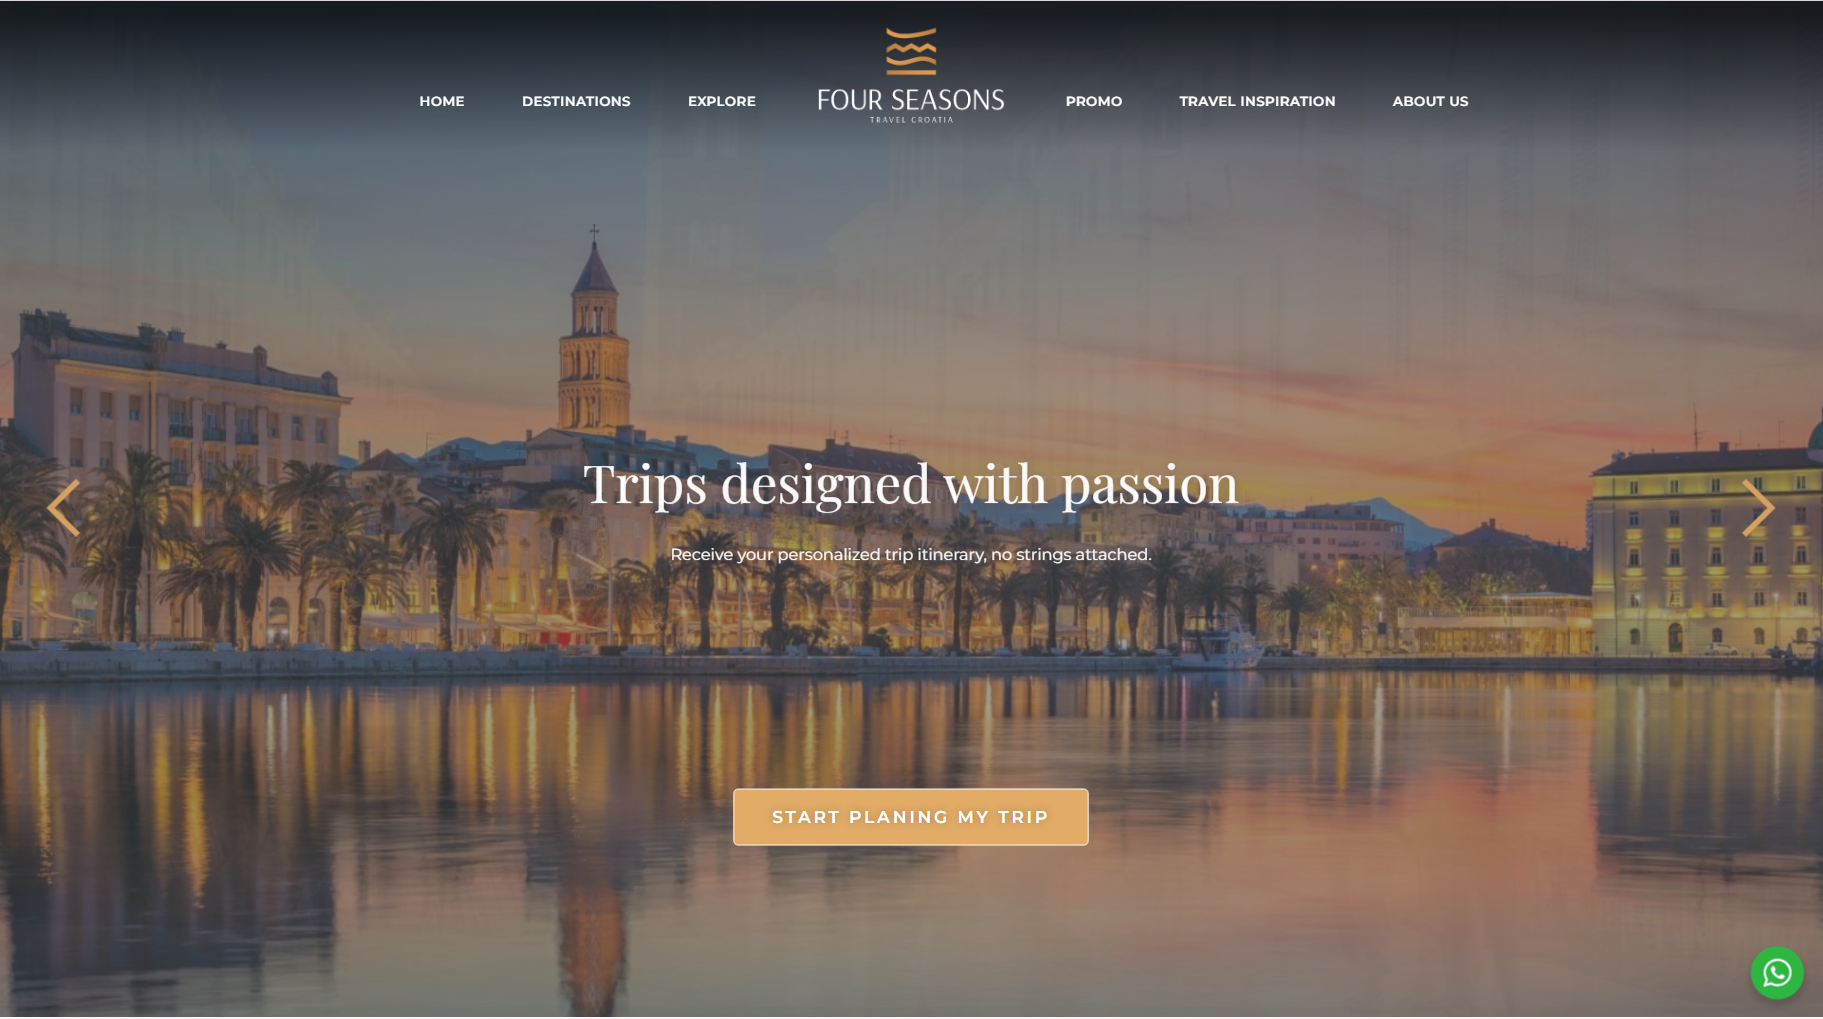 HOME DESTINATIONS EXPLORE FOUR SEASONS PROMO TRAVEL INSPIRATION ABOUT US
TRAVEL CROATIA
Trips designed with passion
Receive your personalized trip itinerary, no strings attached.
START PLANING MY TRIP